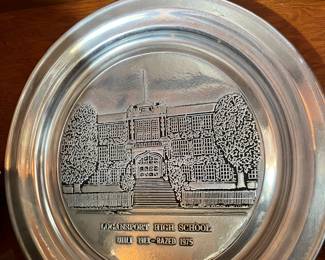 LOGANSPORT HIGH SCHOOL
BUILT RAZED 1975